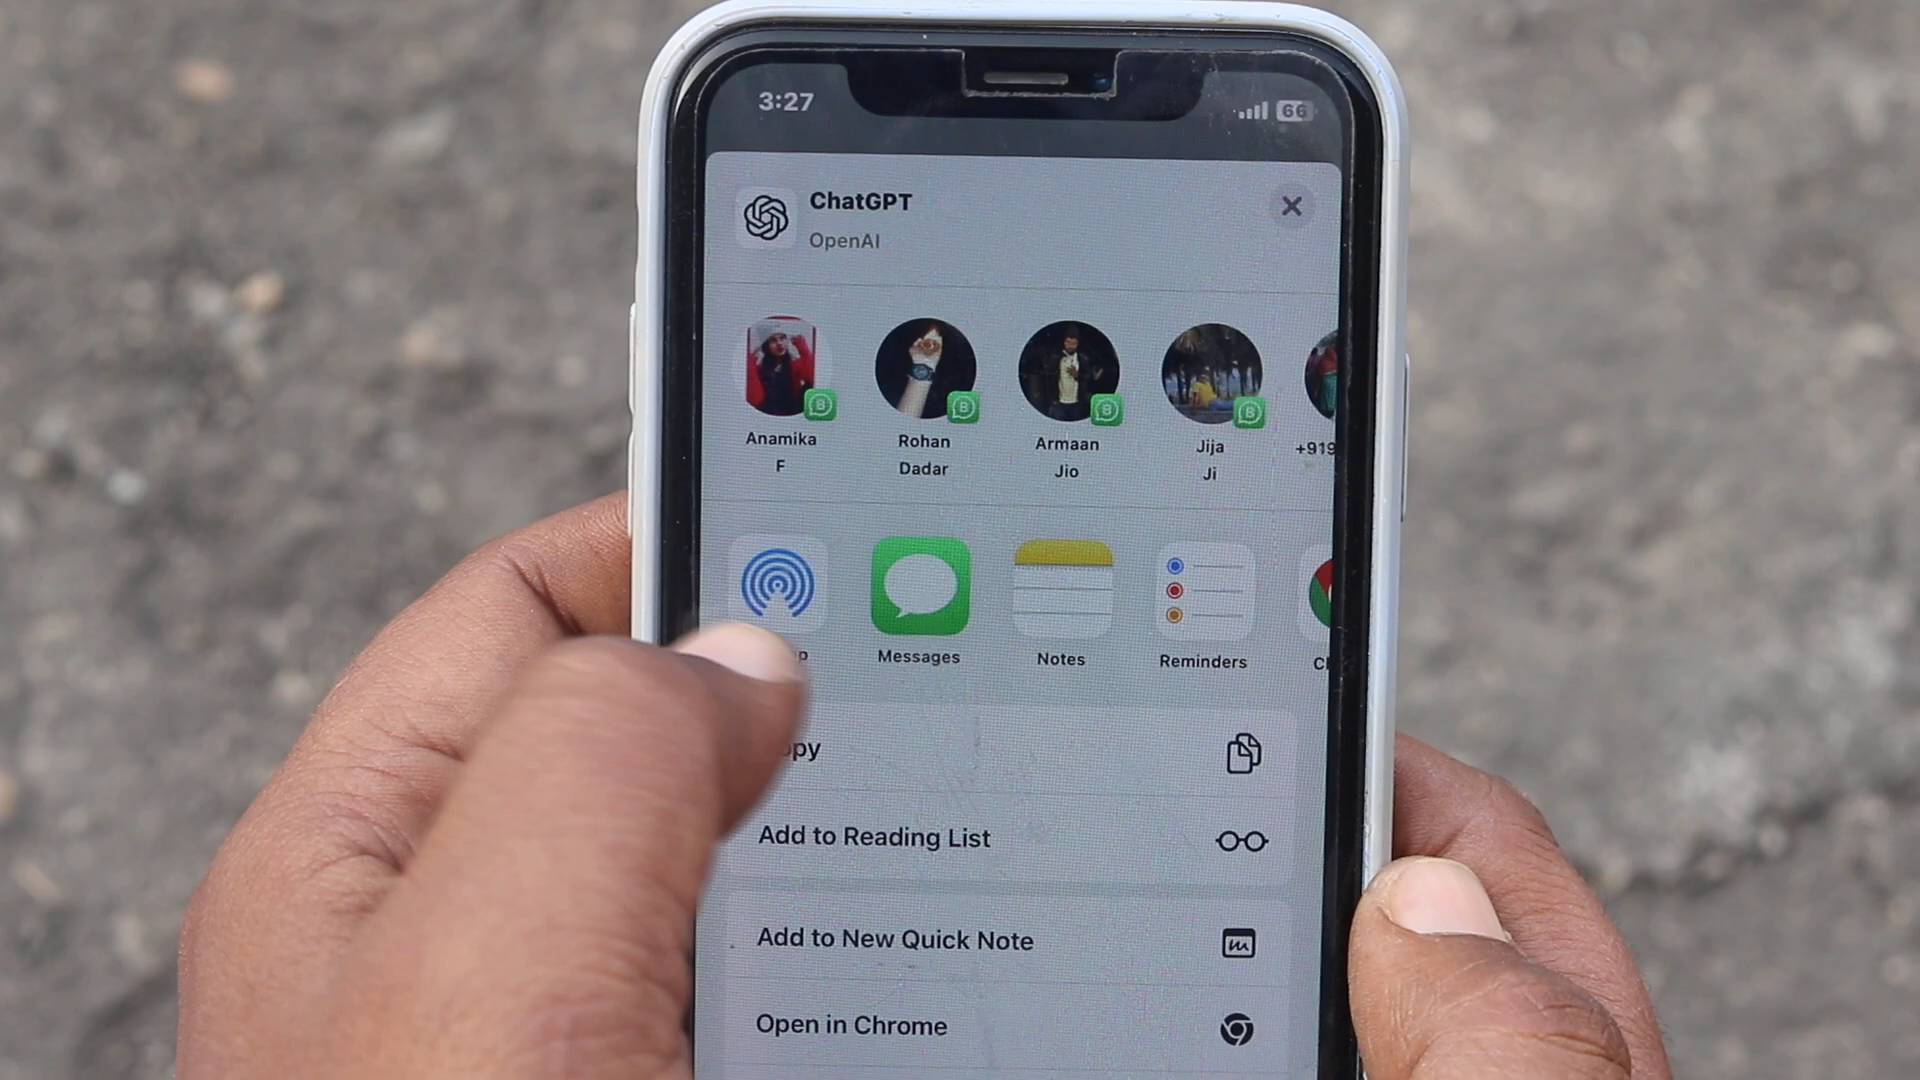 3:27
66
ChatGPT
OpenAI
Anamika
F
Rohan
Dadar
Armaan
Jio
Jija
Ji
+919
Messages
Notes
Reminders
Add to Reading List
Add to New Quick Note
Open in Chrome